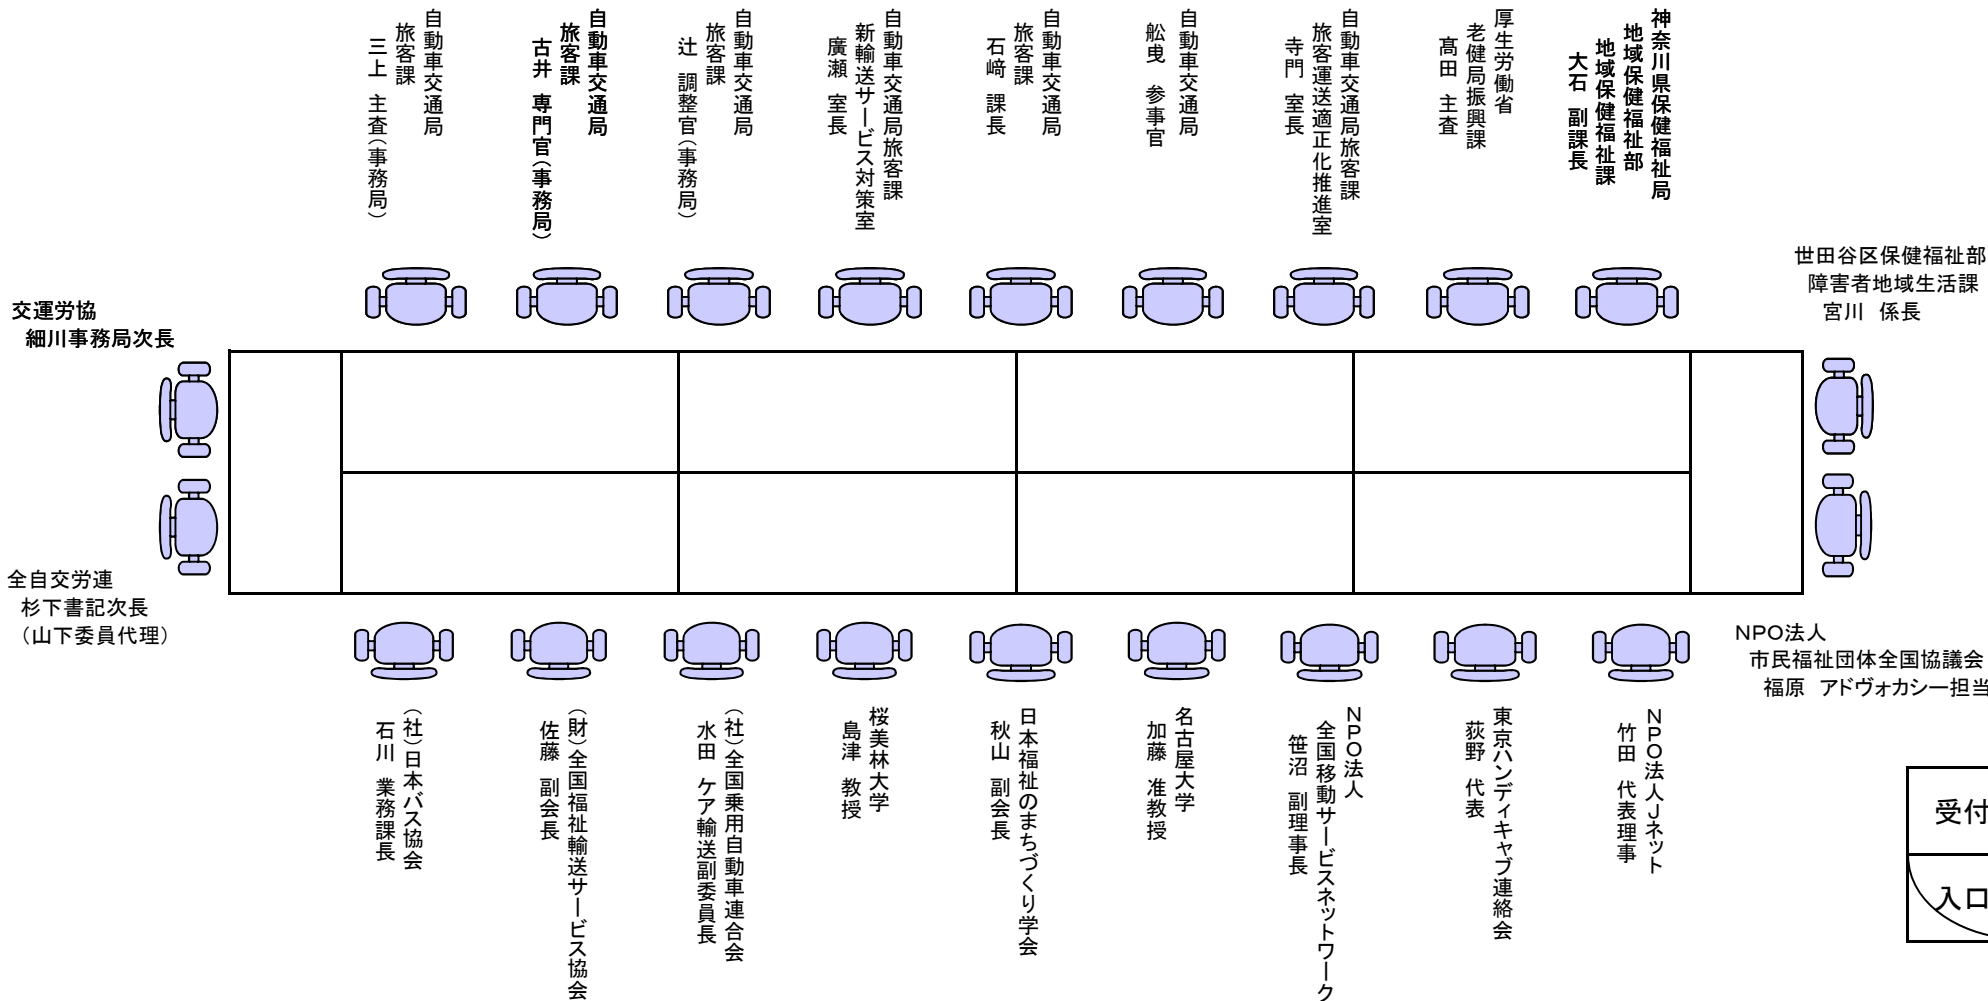 自動車交通局
旅客課
三上 主査（事務局）
自動車交通局
旅客課
古井 専門官（事務局）
自動車交通局
旅客課
辻 調整官（事務局）
自動車交通局旅客課
新輸送サービス対策室
廣瀬 室長
自動車交通局
旅客課
石﨑 課長
自動車交通局
舩曵 参事官
自動車交通局旅客課
旅客運送適正化推進室
寺門 室長
厚生労働省
老健局振興課
髙田 主査
神奈川県保健福祉局
地域保健福祉部
地域保健福祉課
大石 副課長
世田谷区保健福祉部
障害者地域生活課
宮川 係長
交運労協
細川事務局次長
全自交労連
杉下書記次長
（山下委員代理）
NPO法人
市民福祉団体全国協議会
福原 アドヴォカシー担当
（社）日本バス協会
石川 業務課長
（財）全国福祉輸送サービス協会
佐藤 副会長
（社）全国乗用自動車連合会
水田 ケア輸送副委員長
桜美林大学
島津 教授
日本福祉のまちづくり学会
秋山 副会長
名古屋大学
加藤 准教授
NPO法人
全国移動サービスネットワーク
笹沼 副理事長
東京ハンディキャブ連絡会
荻野 代表
NPO法人Jネット
竹田 代表理事
受付
入口